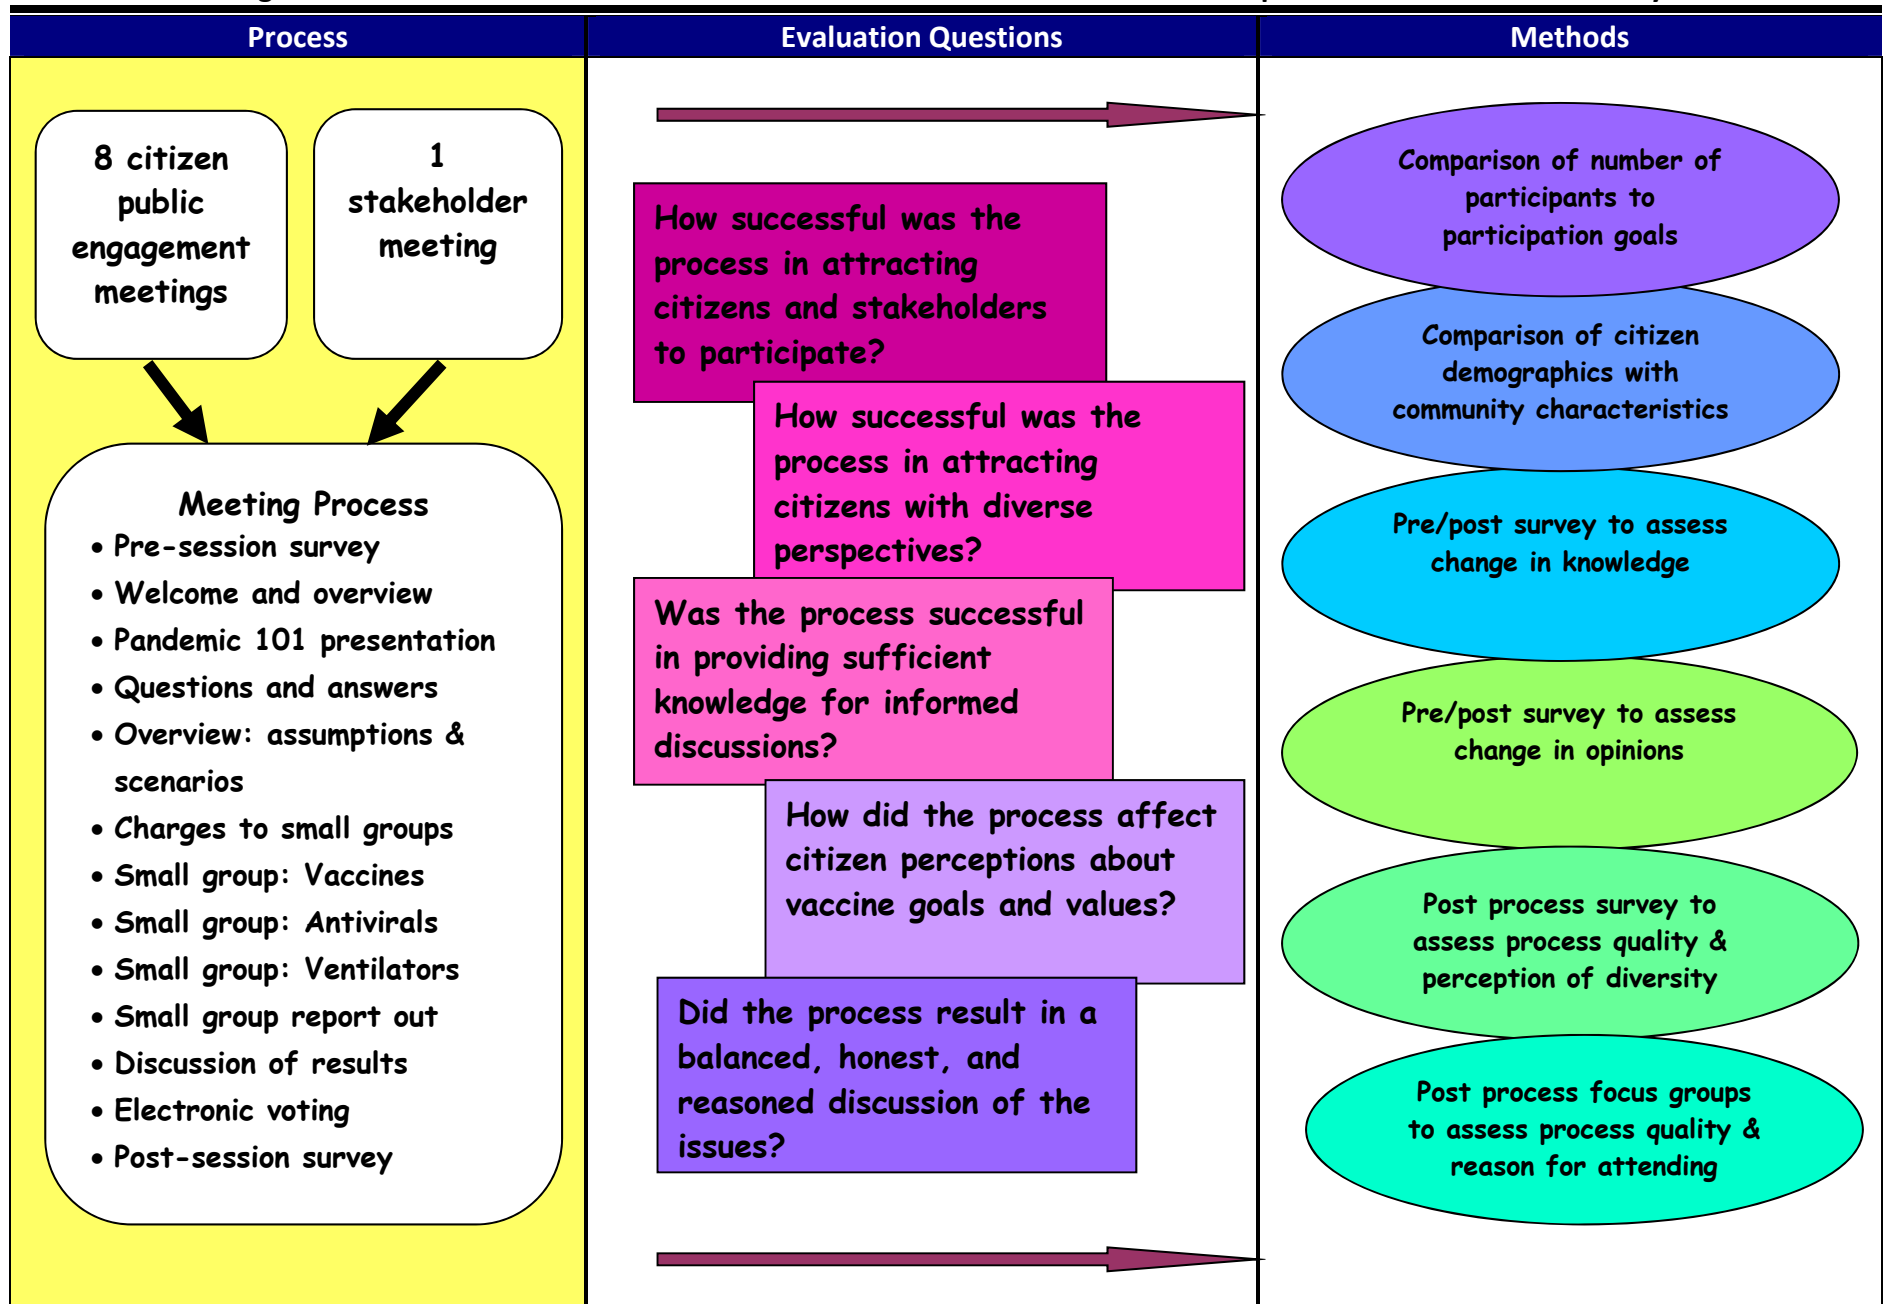 Process
Evaluation Questions
Methods
8 citizen
public
engagement
meetings
1
stakeholder
meeting
Meeting Process
• Pre-session survey
• Welcome and overview
• Pandemic 101 presentation
• Questions and answers
• Overview: assumptions &
scenarios
• Charges to small groups
• Small group: Vaccines
• Small group: Antivirals
• Small group: Ventilators
• Small group report out
• Discussion of results
• Electronic voting
• Post-session survey
How successful was the
process in attracting
citizens and stakeholders
to participate?
How successful was the
process in attracting
citizens with diverse
perspectives?
Was the process successful
in providing sufficient
knowledge for informed
discussions?
How did the process affect
citizen perceptions about
vaccine goals and values?
Did the process result in a
balanced, honest, and
reasoned discussion of the
issues?
Comparison of number of
participants to
participation goals
Comparison of citizen
demographics with
community characteristics
Pre/post survey to assess
change in knowledge
Pre/post survey to assess
change in opinions
Post process survey to
assess process quality &
perception of diversity
Post process focus groups
to assess process quality &
reason for attending